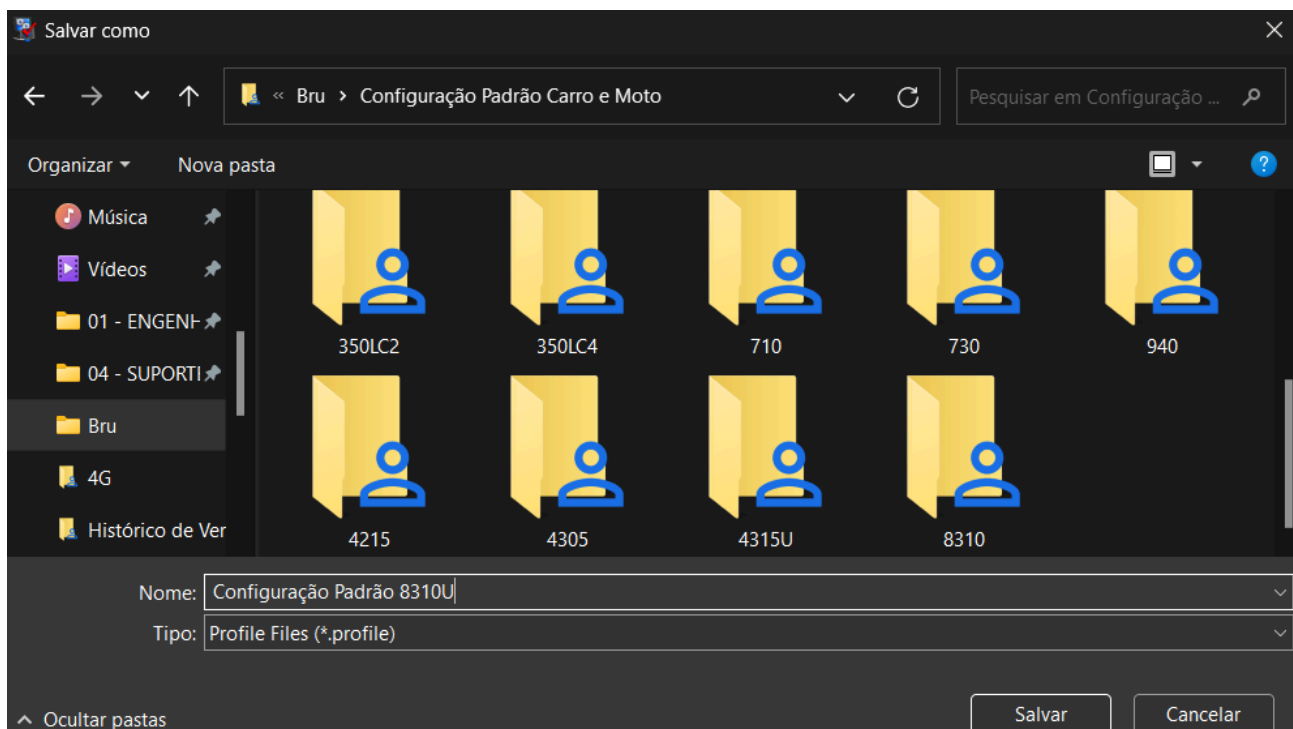 Salvar como
« Bru > Configuração Padrão Carro e Moto
Pesquisar em Configuração ...
Organizar
Nova pasta
Música
Vídeos
01 - ENGENH
04 - SUPORTI
Bru
4G
Histórico de Ver
350LC2 350LC4 710 730 940
4215 4305 4315U 8310
Nome: Configuração Padrão 8310U
Tipo: Profile Files (*.profile)
Ocultar pastas
Salvar Cancelar